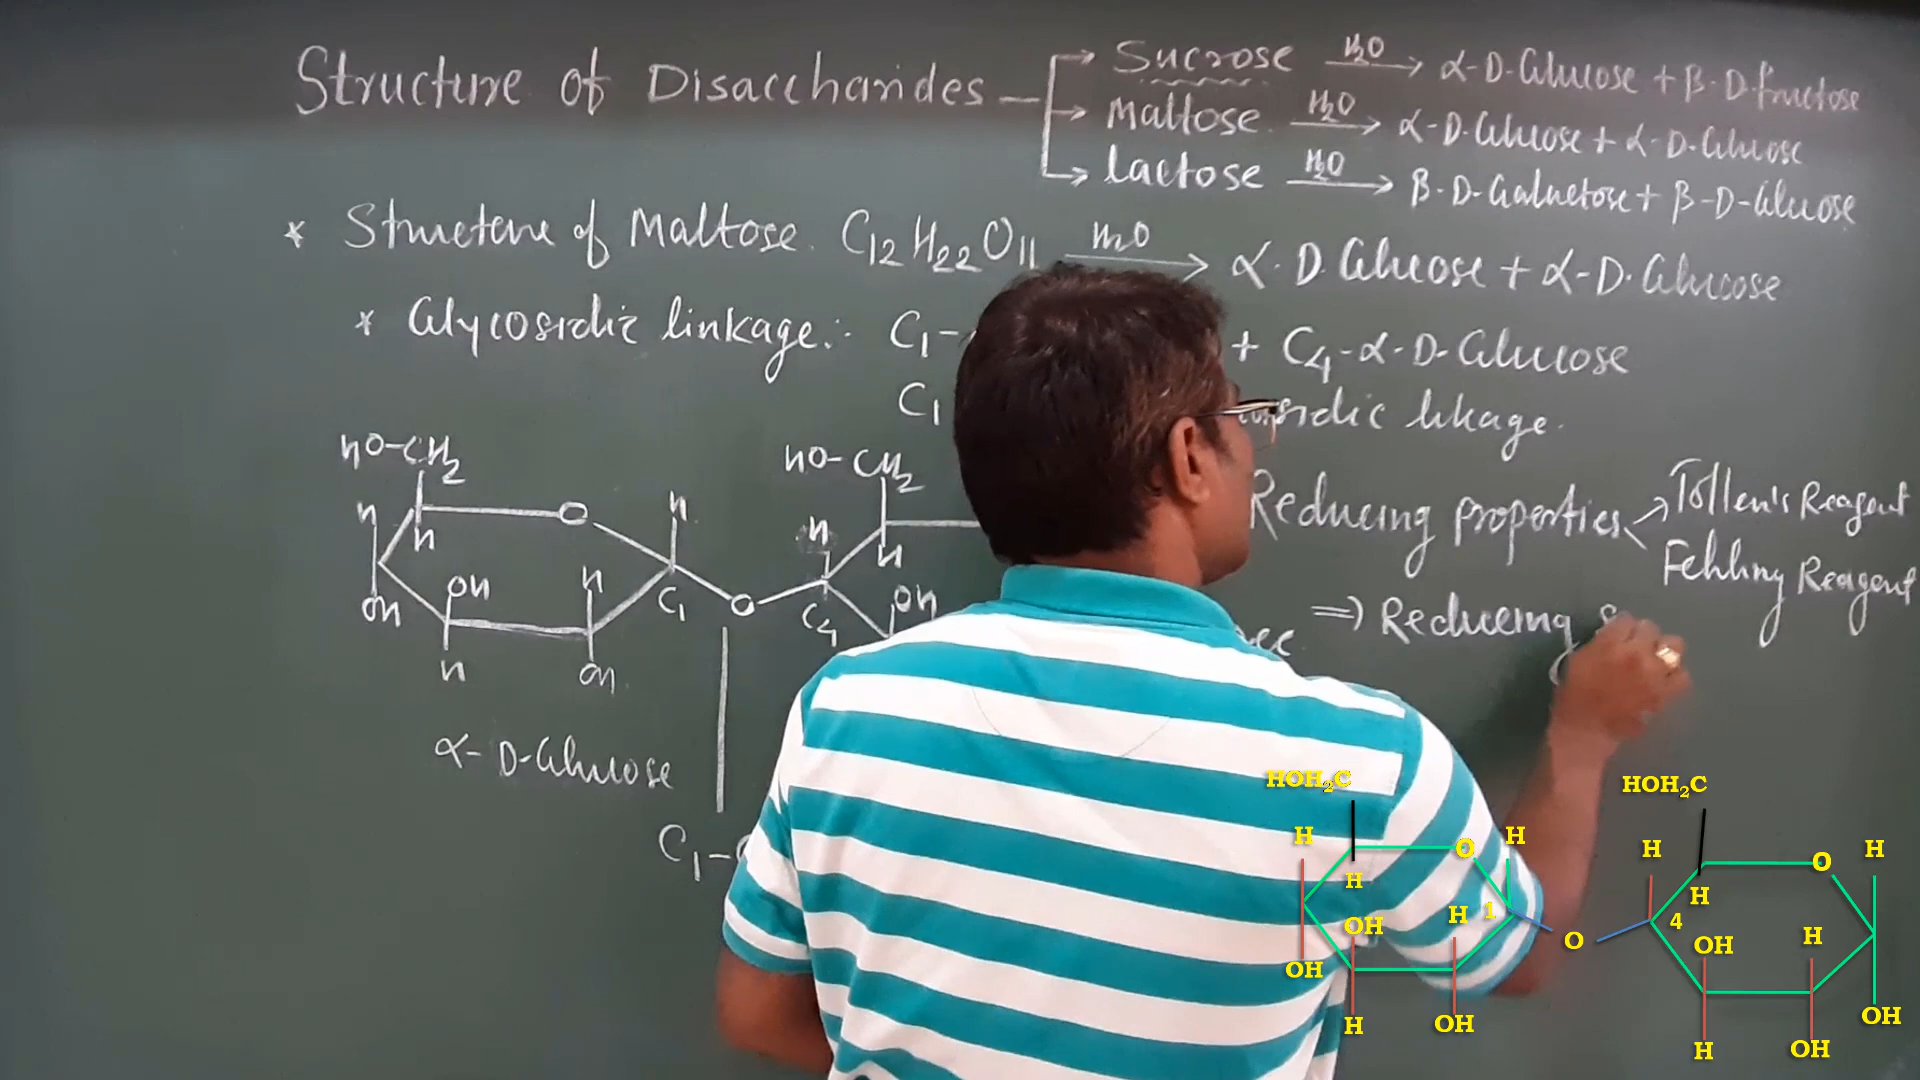 Structure of Disaccharides
Sucrose H2O → α-D-Glucose + β-D-fructose
Maltose H2O → α-D-Glucose + α-D-Glucose
Lactose H2O → β-D-Galactose + β-D-Glucose
* Structure of Maltose. C12H22O11 H2O → α-D-Glucose + α-D-Glucose
* Glycosidic linkage:- C1- + C4-α-D-Glucose
C1 likage.
Reducing properties → Tollen's Reagent
Fehling Reagent
⇒ Reducing
HO-CH2
H O H
H
OH OH H C1
H OH
O
HO-CH2
H
H
C4 OH
α-D-Glucose
C1-
HOH2C
H O H
H
OH H 1
OH
H OH
O
HOH2C
H O H
H
4
OH H
OH
H OH